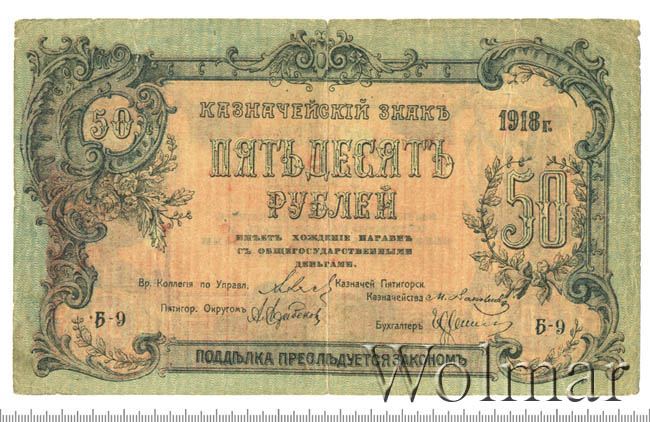 КАЗНАЧЕЙСКІЙ ЗНАКЪ
1918 г.
50
ПЯТЬДЕСЯТЪ
РУБЛЕЙ
50
ИМѢЕТЪ ХОЖДЕНІЕ НАРАВНѢ
СЪ ОБЩЕГОСУДАРСТВЕННЫМИ
ДЕНЬГАМИ.
Вр. Коллегія по Управл.
Казначей Пятигорск.
Казначейства
Пятигор. Округомъ
Бухгалтеръ
Б-9
Б-9
ПОДДѢЛКА ПРЕСЛѢДУЕТСЯ ЗАКОНОМЪ
Wolmar